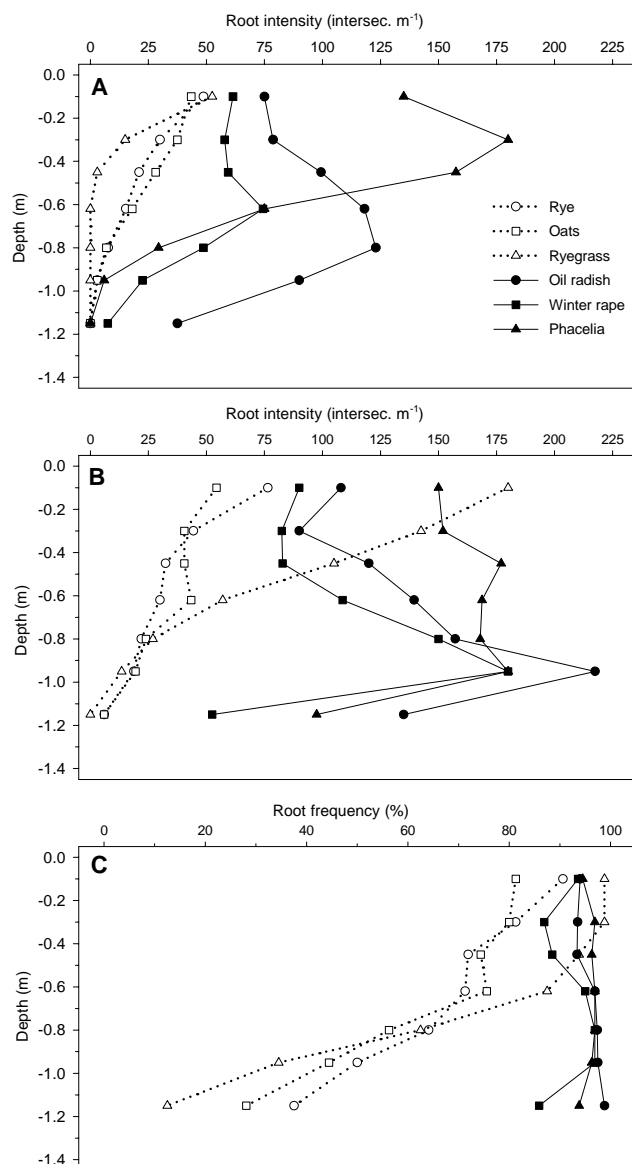 Root intensity (intersec. m-1)
0 25 50 75 100 125 150 175 200 225
A
0.0
-0.2
-0.4
-0.6
-0.8
-1.0
-1.2
-1.4
Depth (m)
Rye
Oats
Ryegrass
Oil radish
Winter rape
Phacelia
Root intensity (intersec. m-1)
0 25 50 75 100 125 150 175 200 225
B
0.0
-0.2
-0.4
-0.6
-0.8
-1.0
-1.2
-1.4
Depth (m)
Root frequency (%)
0 20 40 60 80 100
C
0.0
-0.2
-0.4
-0.6
-0.8
-1.0
-1.2
-1.4
Depth (m)